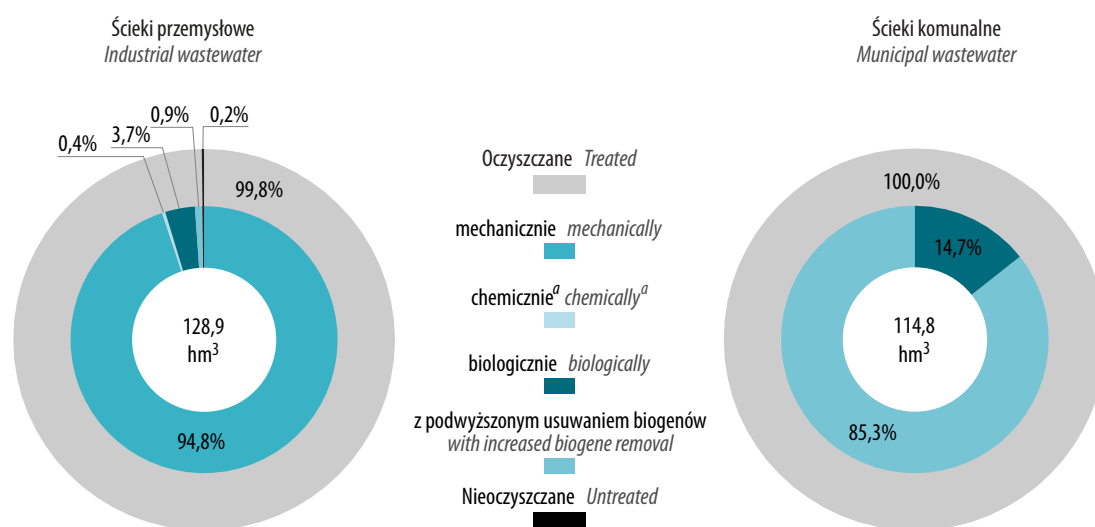 Ścieki przemysłowe
Industrial wastewater
0,4%
3,7%
0,9%
0,2%
99,8%
128,9
hm³
94,8%
Oczyszczane Treated
mechanicznie mechanically
chemicznieᵃ chemicallyᵃ
biologicznie biologically
z podwyższonym usuwaniem biogenów
with increased biogene removal
Nieoczyszczane Untreated
Ścieki komunalne
Municipal wastewater
100,0%
14,7%
114,8
hm³
85,3%